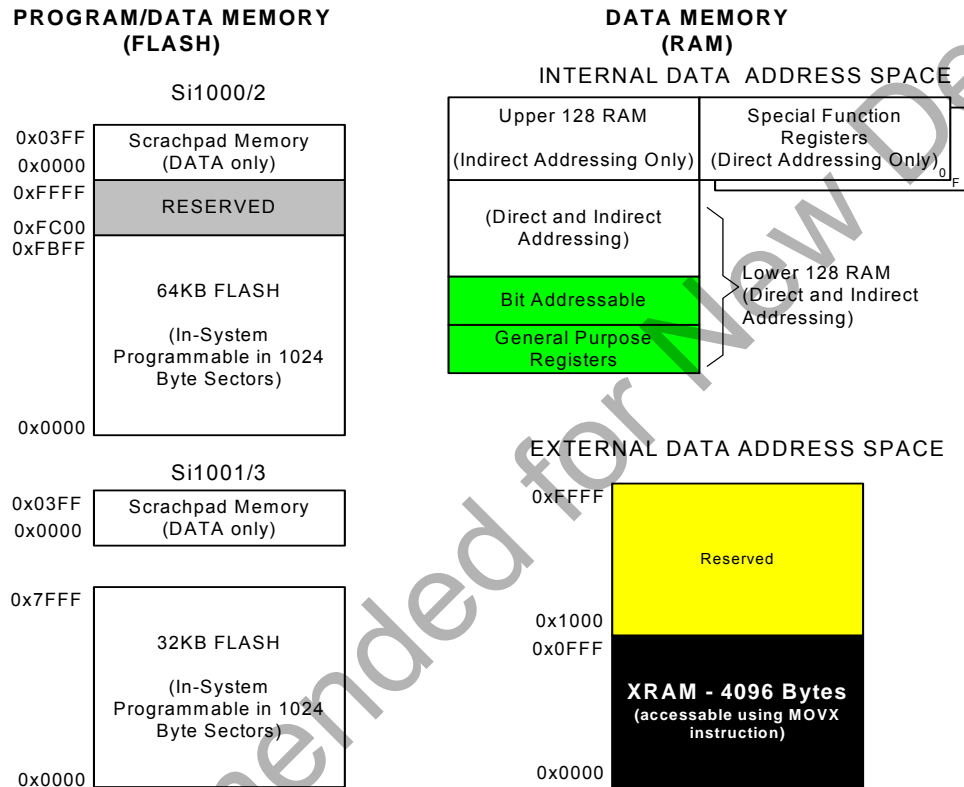 PROGRAM/DATA MEMORY
(FLASH)
Si1000/2
0x03FF
Scrachpad Memory
(DATA only)
0x0000
0xFFFF
RESERVED
0xFC00
0xFBFF
64KB FLASH
(In-System
Programmable in 1024
Byte Sectors)
0x0000
Si1001/3
0x03FF
Scrachpad Memory
(DATA only)
0x0000
0x7FFF
32KB FLASH
(In-System
Programmable in 1024
Byte Sectors)
0x0000
DATA MEMORY
(RAM)
INTERNAL DATA ADDRESS SPACE
Upper 128 RAM
(Indirect Addressing Only)
Special Function
Registers
(Direct Addressing Only)
0
F
(Direct and Indirect
Addressing)
Bit Addressable
General Purpose
Registers
Lower 128 RAM
(Direct and Indirect
Addressing)
EXTERNAL DATA ADDRESS SPACE
0xFFFF
Reserved
0x1000
0x0FFF
XRAM - 4096 Bytes
(accessable using MOVX
instruction)
0x0000
mended for New De